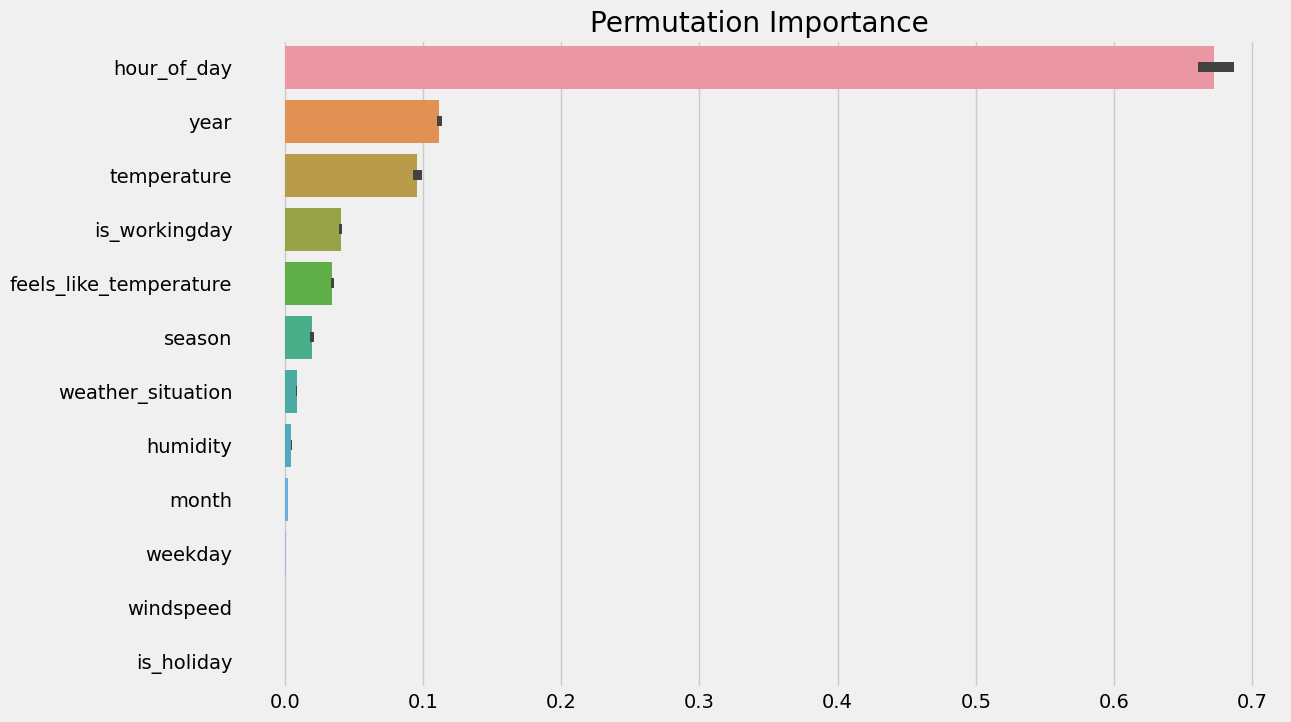 Permutation Importance
hour_of_day
year
temperature
is_workingday
feels_like_temperature
season
weather_situation
humidity
month
weekday
windspeed
is_holiday
0.0 0.1 0.2 0.3 0.4 0.5 0.6 0.7